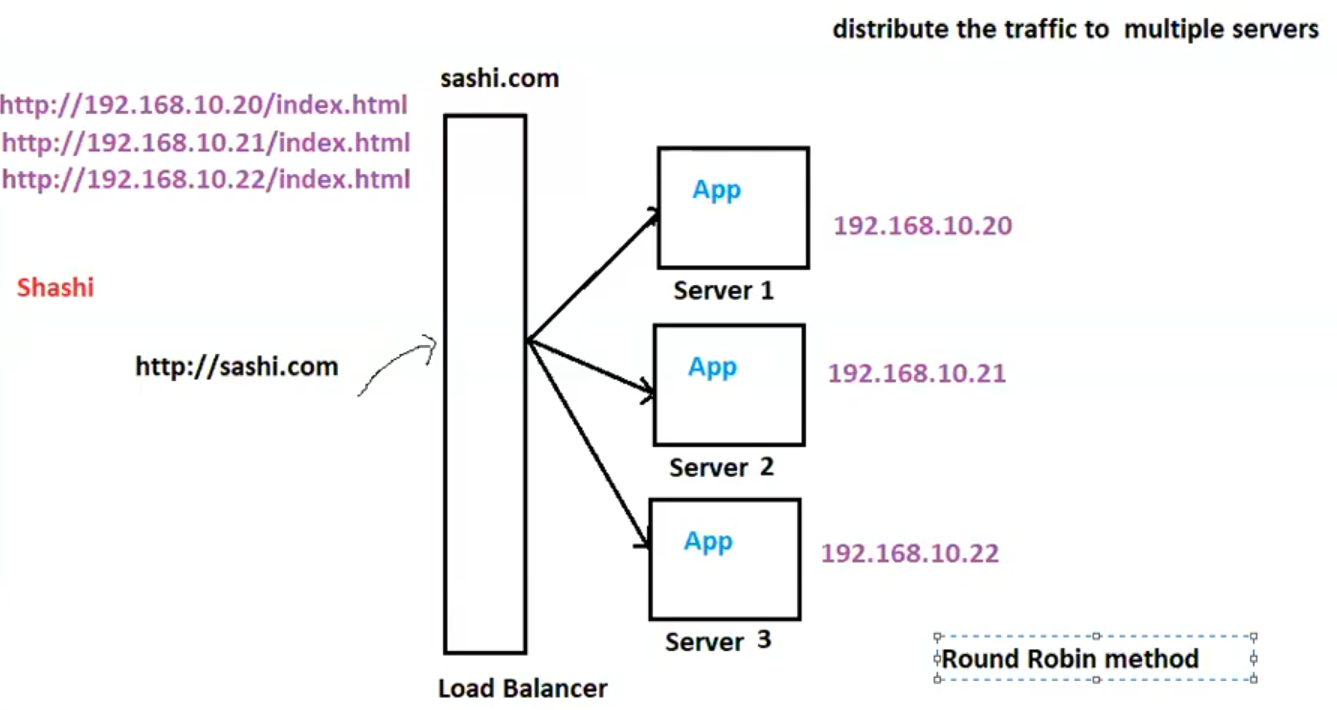 distribute the traffic to multiple servers
sashi.com
http://192.168.10.20/index.html
http://192.168.10.21/index.html
http://192.168.10.22/index.html
App
192.168.10.20
Shashi
Server 1
http://sashi.com
App
192.168.10.21
Server 2
App
192.168.10.22
Server 3
Round Robin method
Load Balancer